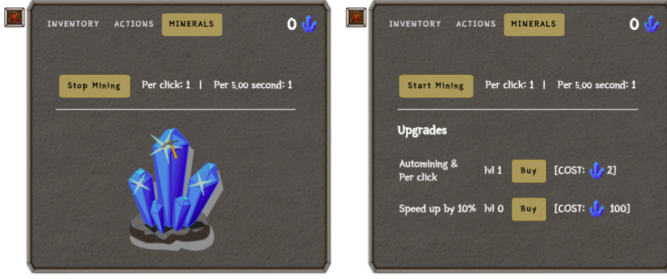 INVENTORY ACTIONS MINERALS 0
Stop Mining Per click: 1 | Per 5.00 second: 1
INVENTORY ACTIONS MINERALS 0
Start Mining Per click: 1 | Per 5.00 second: 1
Upgrades
Automining &
Per click lvl 1 Buy [COST: 2]
Speed up by 10% lvl 0 Buy [COST: 100]